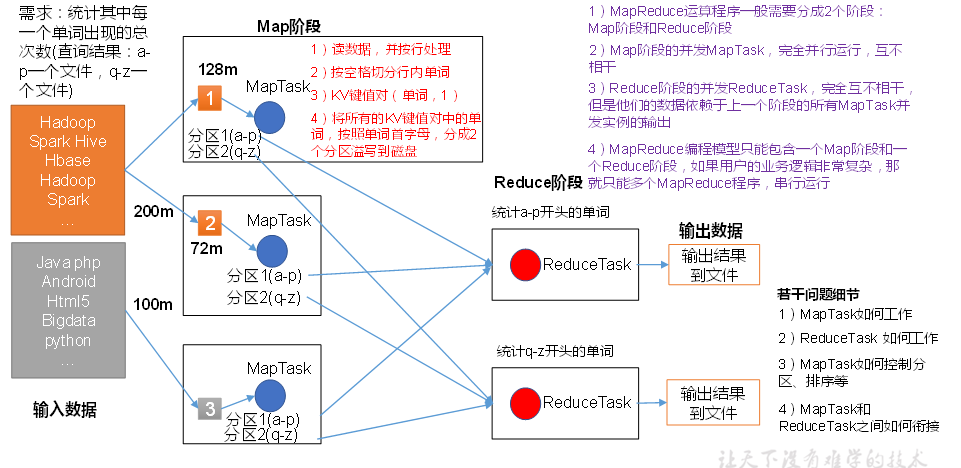 需求：统计其中每
一个单词出现的总
次数(查询结果：a-
p一个文件，q-z一
个文件)
Hadoop
Spark Hive
Hbase
Hadoop
Spark
…
200m
Java php
Android
Html5
Bigdata
python
…
100m
输入数据
Map阶段
128m
MapTask
1
分区1(a-p)
分区2(q-z)
1）读数据，并按行处理
2）按空格切分行内单词
3）KV键值对（单词，1）
4）将所有的KV键值对中的单
词，按照单词首字母，分成2
个分区溢写到磁盘
MapTask
2
72m
分区1(a-p)
分区2(q-z)
MapTask
3
分区1(a-p)
分区2(q-z)
Reduce阶段
统计a-p开头的单词
ReduceTask
统计q-z开头的单词
ReduceTask
输出数据
输出结果
到文件
输出结果
到文件
1）MapReduce运算程序一般需要分成2个阶段：
Map阶段和Reduce阶段
2）Map阶段的并发MapTask，完全并行运行，互不
相干
3）Reduce阶段的并发ReduceTask，完全互不相干，
但是他们的数据依赖于上一个阶段的所有MapTask并
发实例的输出
4）MapReduce编程模型只能包含一个Map阶段和一
个Reduce阶段，如果用户的业务逻辑非常复杂，那
就只能多个MapReduce程序，串行运行
若干问题细节
1）MapTask如何工作
2）ReduceTask 如何工作
3）MapTask如何控制分
区、排序等
4）MapTask和
ReduceTask之间如何衔接
让天下没有难学的技术